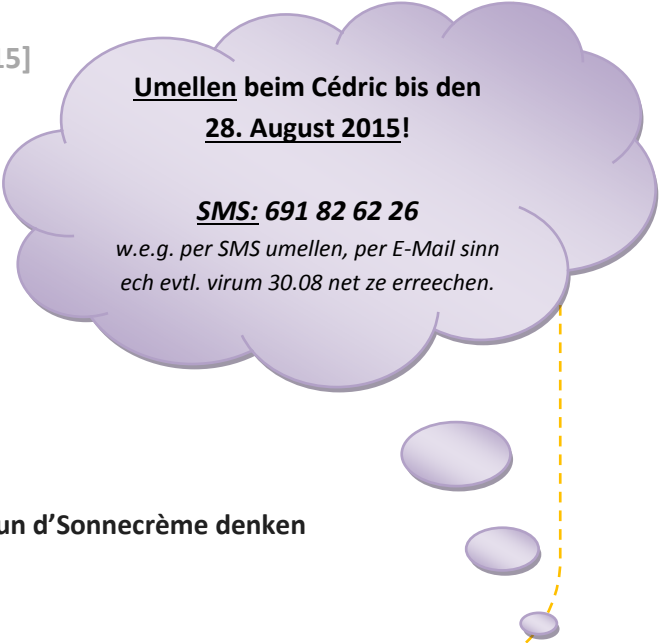 15]
Umellen beim Cédric bis den
28. August 2015!
SMS: 691 82 62 26
w.e.g. per SMS umellen, per E-Mail sinn
ech evtl. virum 30.08 net ze erreechen.
un d’Sonnecrème denken